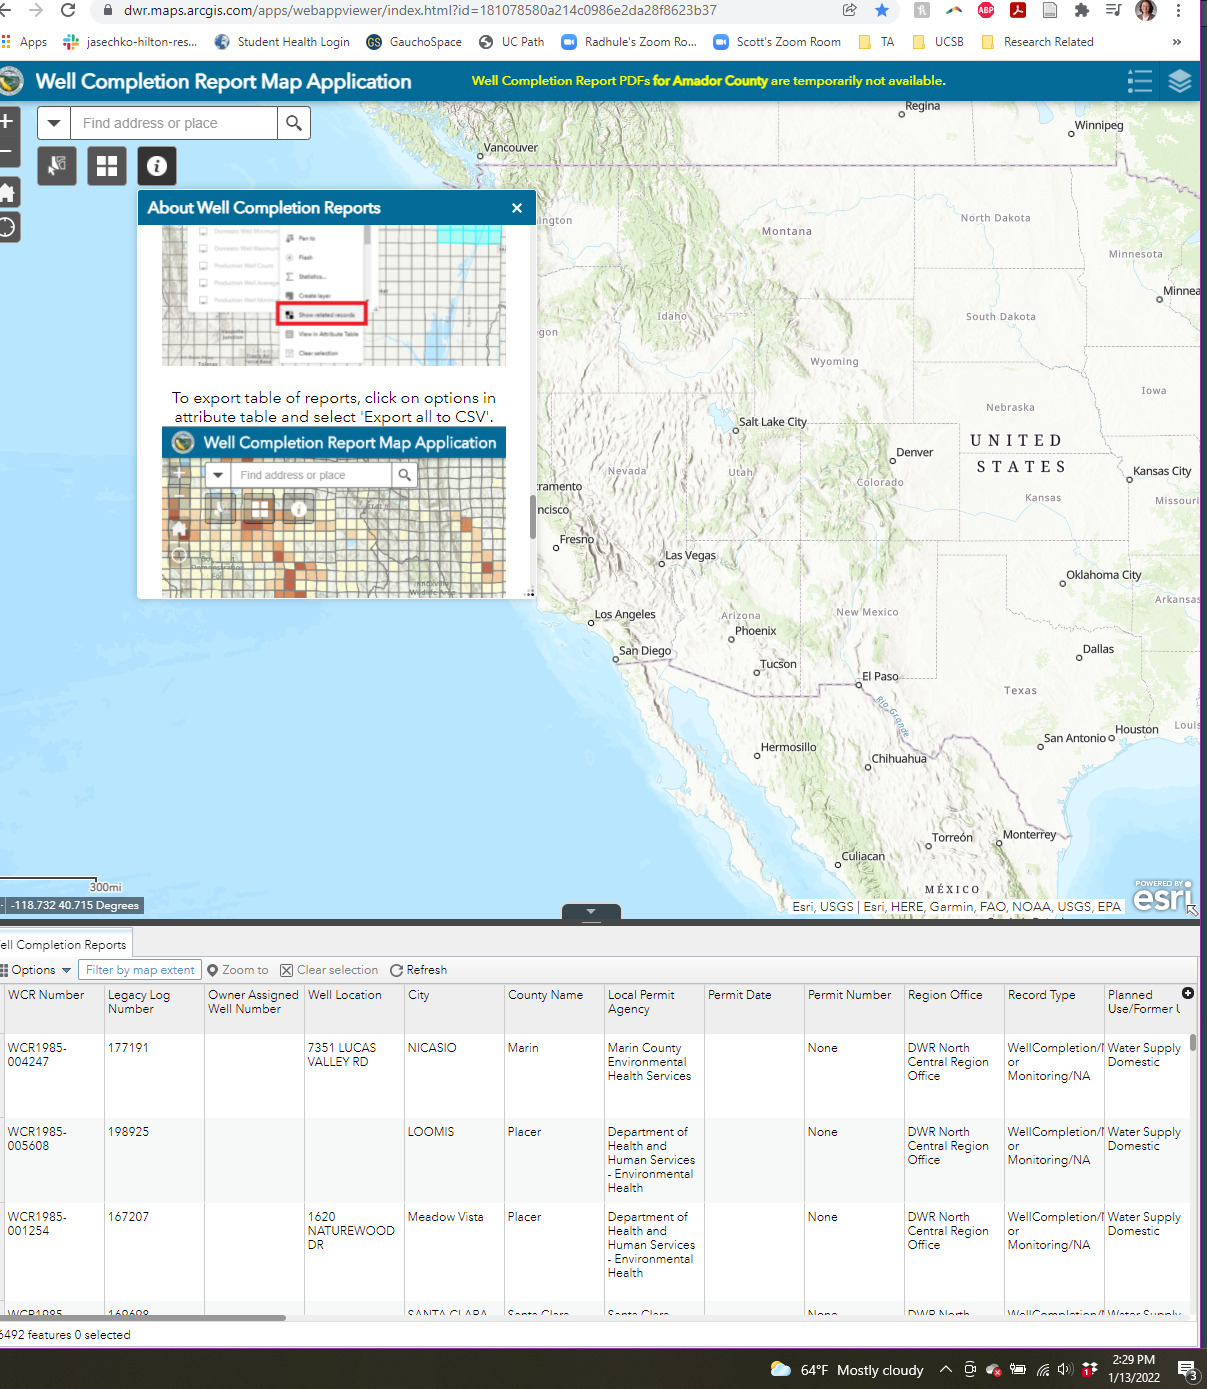 dwr.maps.arcgis.com/apps/webappviewer/index.html?id=181078580a214c0986e2da28f8623b37
ABP
Apps
jasechko-hilton-res...
Student Health Login
GS
GauchoSpace
UC Path
Radhule's Zoom Ro...
Scott's Zoom Room
TA
UCSB
Research Related
»
Well Completion Report Map Application
Well Completion Report PDFs for Amador County are temporarily not available.
Find address or place
About Well Completion Reports
Pan to
Flash
Statistics...
Create layer
Show related records
View in Attribute Table
Clear selection
To export table of reports, click on options in
attribute table and select 'Export all to CSV'.
Well Completion Report Map Application
Find address or place
Regina
Winnipeg
Vancouver
ington
Montana
North Dakota
Minnesota
Minnea
South Dakota
Idaho
egon
Wyoming
Iowa
Nebraska
Salt Lake City
UNITED
STATES
Denver
Nevada
Utah
Colorado
Kansas City
Kansas
Missouri
cramento
ncisco
Fresno
Las Vegas
Oklahoma City
Arkansas
Los Angeles
Arizona
New Mexico
Phoenix
San Diego
Dallas
Tucson
El Paso
Texas
Rio Grande
Louis
Houston
San Antonio
Hermosillo
Chihuahua
Torreón
Monterrey
Culiacan
MÉXICO
300mi
-118.732 40.715 Degrees
Esri, USGS | Esri, HERE, Garmin, FAO, NOAA, USGS, EPA
POWERED BY
esri
ell Completion Reports
Options
Filter by map extent
Zoom to
Clear selection
Refresh
WCR Number
Legacy Log
Number
Owner Assigned
Well Number
Well Location
City
County Name
Local Permit
Agency
Permit Date
Permit Number
Region Office
Record Type
Planned
Use/Former U
WCR1985-
004247
177191
7351 LUCAS
VALLEY RD
NICASIO
Marin
Marin County
Environmental
Health Services
None
DWR North
Central Region
Office
WellCompletion/N
or
Monitoring/NA
Water Supply
Domestic
WCR1985-
005608
198925
LOOMIS
Placer
Department of
Health and
Human Services
- Environmental
Health
None
DWR North
Central Region
Office
WellCompletion/N
or
Monitoring/NA
Water Supply
Domestic
WCR1985-
001254
167207
1620
NATUREWOOD
DR
Meadow Vista
Placer
Department of
Health and
Human Services
- Environmental
Health
None
DWR North
Central Region
Office
WellCompletion/N
or
Monitoring/NA
Water Supply
Domestic
WCR1985-
169698
SANTA CLARA
Santa Clara
Santa Clara
None
DWR North
WellCompletion/N
Water Supply
6492 features 0 selected
64°F Mostly cloudy
1
2:29 PM
1/13/2022
3